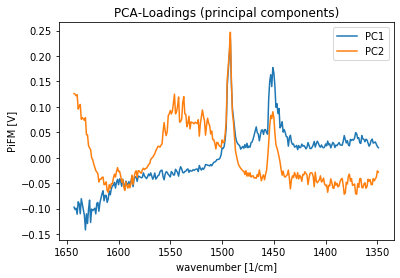 PCA-Loadings (principal components)
PC1
PC2
PiFM [V]
0.25
0.20
0.15
0.10
0.05
0.00
−0.05
−0.10
−0.15
1650 1600 1550 1500 1450 1400 1350
wavenumber [1/cm]